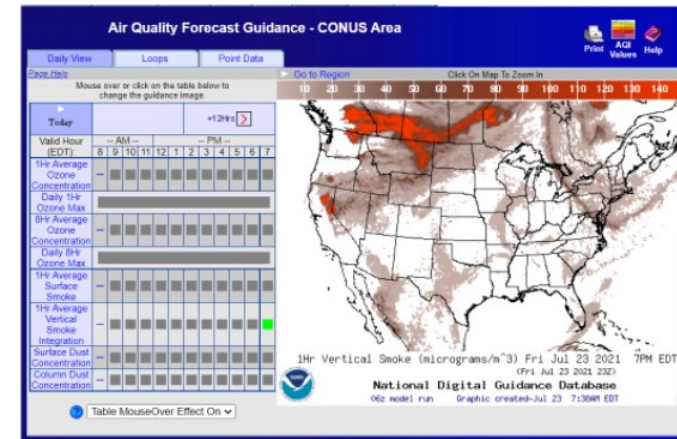 Air Quality Forecast Guidance - CONUS Area
Print
AQI Values
Help
Daily View
Loops
Point Data
Page Help
Mouse over or click on the table below to
change the guidance image.
Go to Region
Click On Map To Zoom In
10 20 30 40 50 60 70 80 90 100 110 120 130 140
Today
+12Hrs >
Valid Hour
(EDT):
-- AM --
-- PM --
8 9 10 11 12 1 2 3 4 5 6 7
1Hr Average
Ozone
Concentration
Daily 1Hr
Ozone Max
8Hr Average
Ozone
Concentration
Daily 8Hr
Ozone Max
1Hr Average
Surface
Smoke
1Hr Average
Vertical
Smoke
Integration
Surface Dust
Concentration
Column Dust
Concentration
Table MouseOver Effect On
1Hr Vertical Smoke (micrograms/m^3) Fri Jul 23 2021 7PM EDT
(Fri Jul 23 2021 23Z)
National Digital Guidance Database
06z model run Graphic created-Jul 23 7:38AM EDT